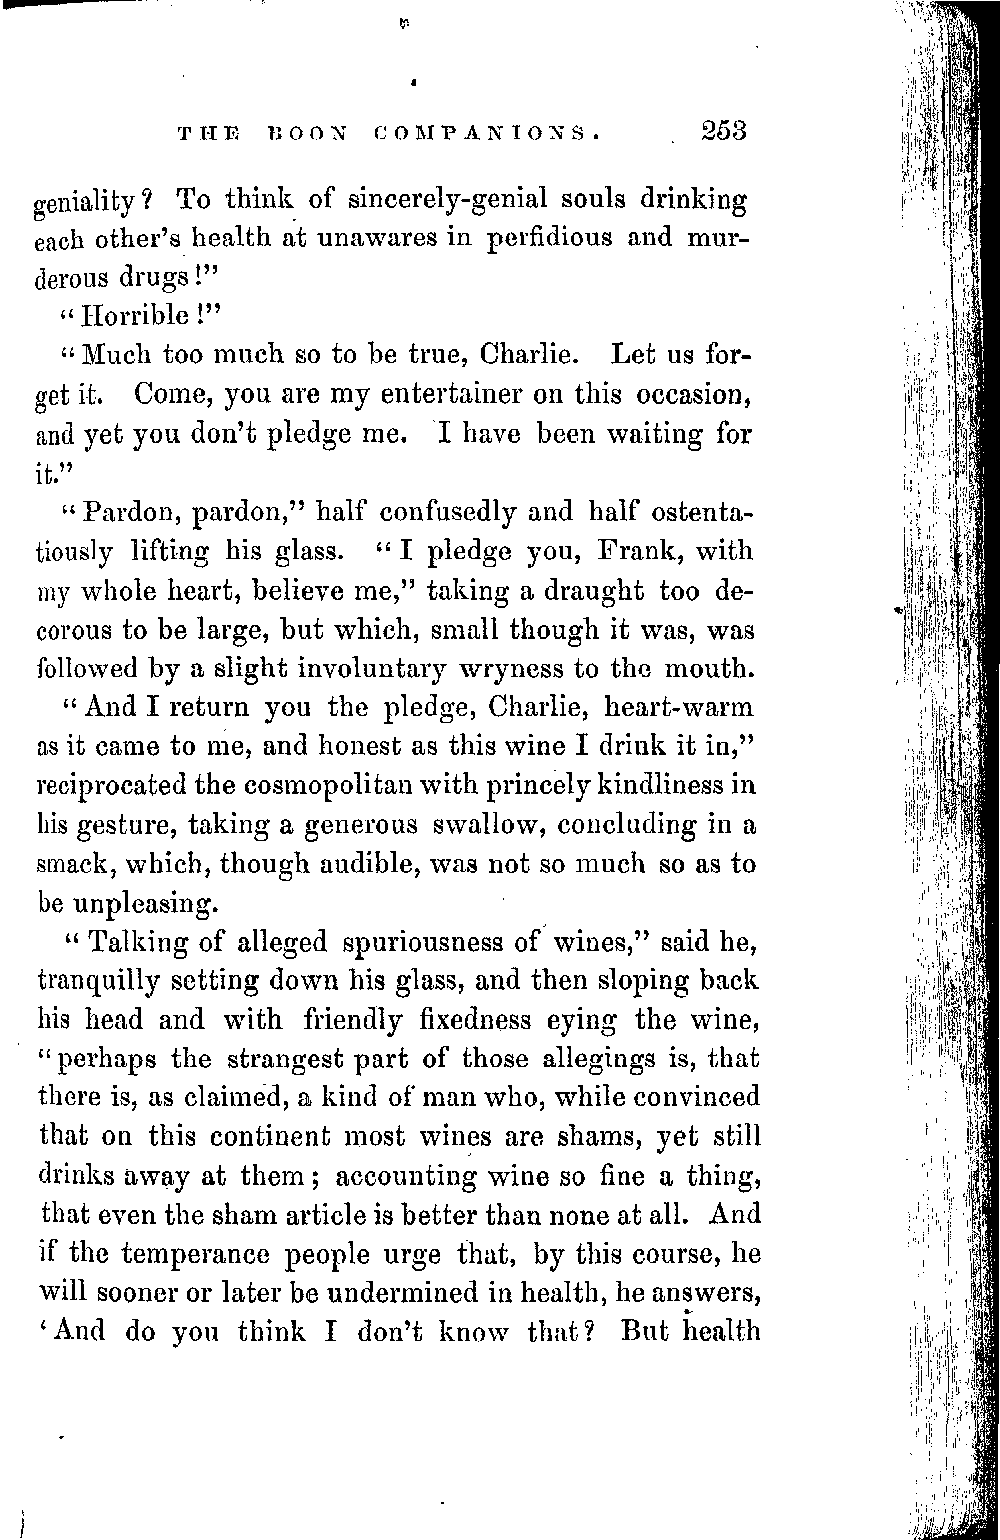 THE BOON COMPANIONS. 253
geniality? To think of sincerely-genial souls drinking
each other's health at unawares in perfidious and mur-
derous drugs!"
"Horrible!"
"Much too much so to be true, Charlie. Let us for-
get it. Come, you are my entertainer on this occasion,
and yet you don't pledge me. I have been waiting for
it."
"Pardon, pardon," half confusedly and half ostenta-
tiously lifting his glass. "I pledge you, Frank, with
my whole heart, believe me," taking a draught too de-
corous to be large, but which, small though it was, was
followed by a slight involuntary wryness to the mouth.
"And I return you the pledge, Charlie, heart-warm
as it came to me, and honest as this wine I drink it in,"
reciprocated the cosmopolitan with princely kindliness in
his gesture, taking a generous swallow, concluding in a
smack, which, though audible, was not so much so as to
be unpleasing.
"Talking of alleged spuriousness of wines," said he,
tranquilly setting down his glass, and then sloping back
his head and with friendly fixedness eying the wine,
"perhaps the strangest part of those allegings is, that
there is, as claimed, a kind of man who, while convinced
that on this continent most wines are shams, yet still
drinks away at them; accounting wine so fine a thing,
that even the sham article is better than none at all. And
if the temperance people urge that, by this course, he
will sooner or later be undermined in health, he answers,
'And do you think I don't know that? But health